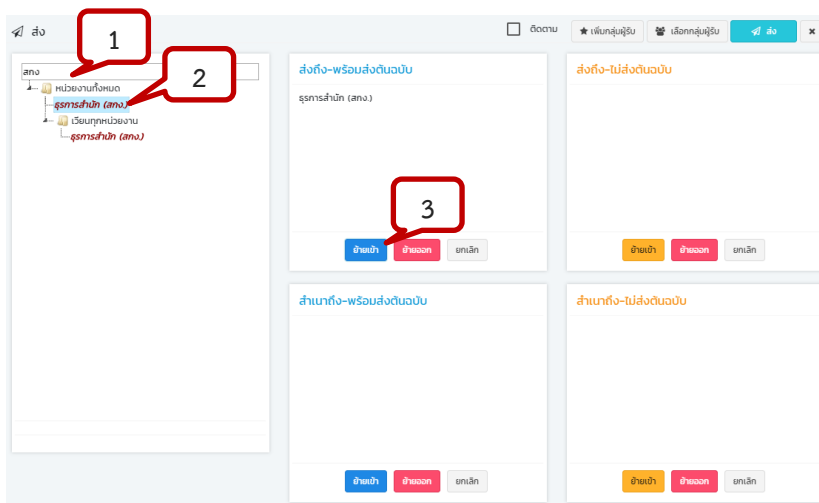 ส่ง
ติดตาม
เพิ่มกลุ่มผู้รับ
เลือกกลุ่มผู้รับ
ส่ง
1
สกง
หน่วยงานทั้งหมด
ธุรการสำนัก (สกง.)
เวียนทุกหน่วยงาน
ธุรการสำนัก (สกง.)
2
ส่งถึง-พร้อมส่งต้นฉบับ
ธุรการสำนัก (สกง.)
3
ย้ายเข้า ย้ายออก ยกเลิก
ส่งถึง-ไม่ส่งต้นฉบับ
ย้ายเข้า ย้ายออก ยกเลิก
สำเนาถึง-พร้อมส่งต้นฉบับ
ย้ายเข้า ย้ายออก ยกเลิก
สำเนาถึง-ไม่ส่งต้นฉบับ
ย้ายเข้า ย้ายออก ยกเลิก